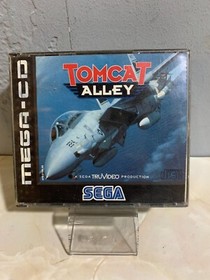 MEGA-CD
TOMCAT
ALLEY
A SEGA TRUVIDEO PRODUCTION
SEGA